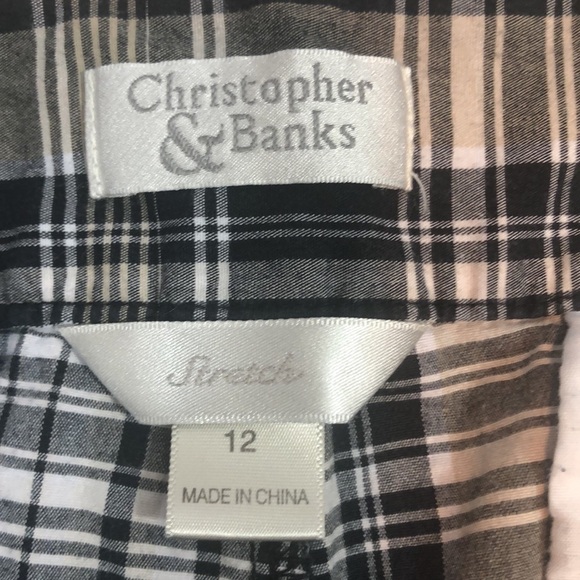 Christopher
& Banks
Stretch
12
MADE IN CHINA